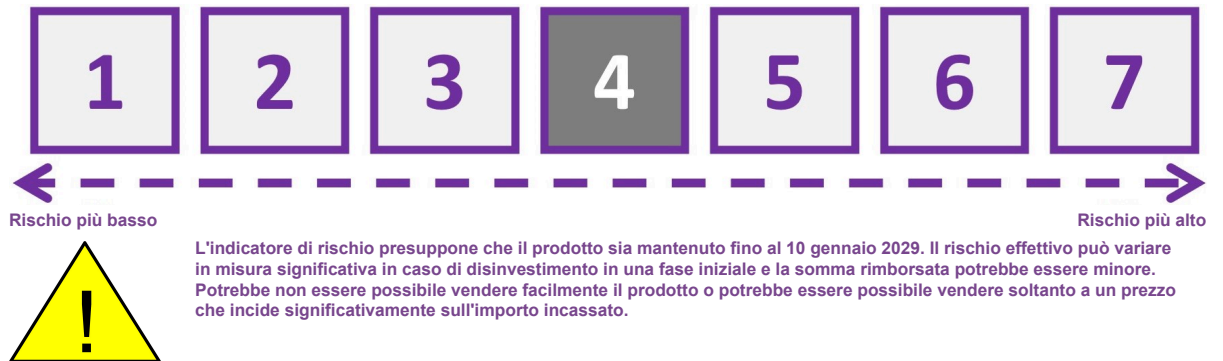 1 2 3 4 5 6 7
Rischio più basso Rischio più alto
L'indicatore di rischio presuppone che il prodotto sia mantenuto fino al 10 gennaio 2029. Il rischio effettivo può variare
in misura significativa in caso di disinvestimento in una fase iniziale e la somma rimborsata potrebbe essere minore.
Potrebbe non essere possibile vendere facilmente il prodotto o potrebbe essere possibile vendere soltanto a un prezzo
che incide significativamente sull'importo incassato.
!